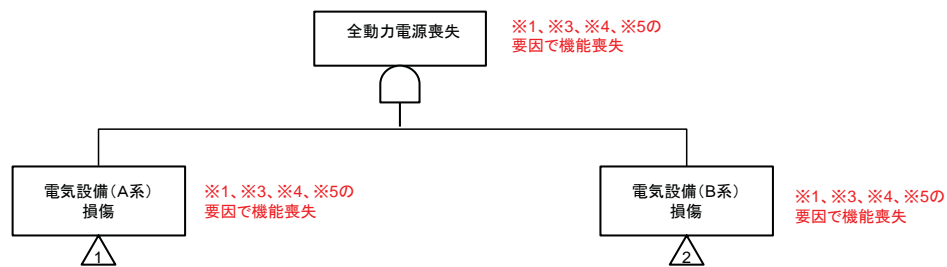 全動力電源喪失
※1、※3、※4、※5の
要因で機能喪失
電気設備(A系)
損傷
※1、※3、※4、※5の
要因で機能喪失
1
電気設備(B系)
損傷
※1、※3、※4、※5の
要因で機能喪失
2